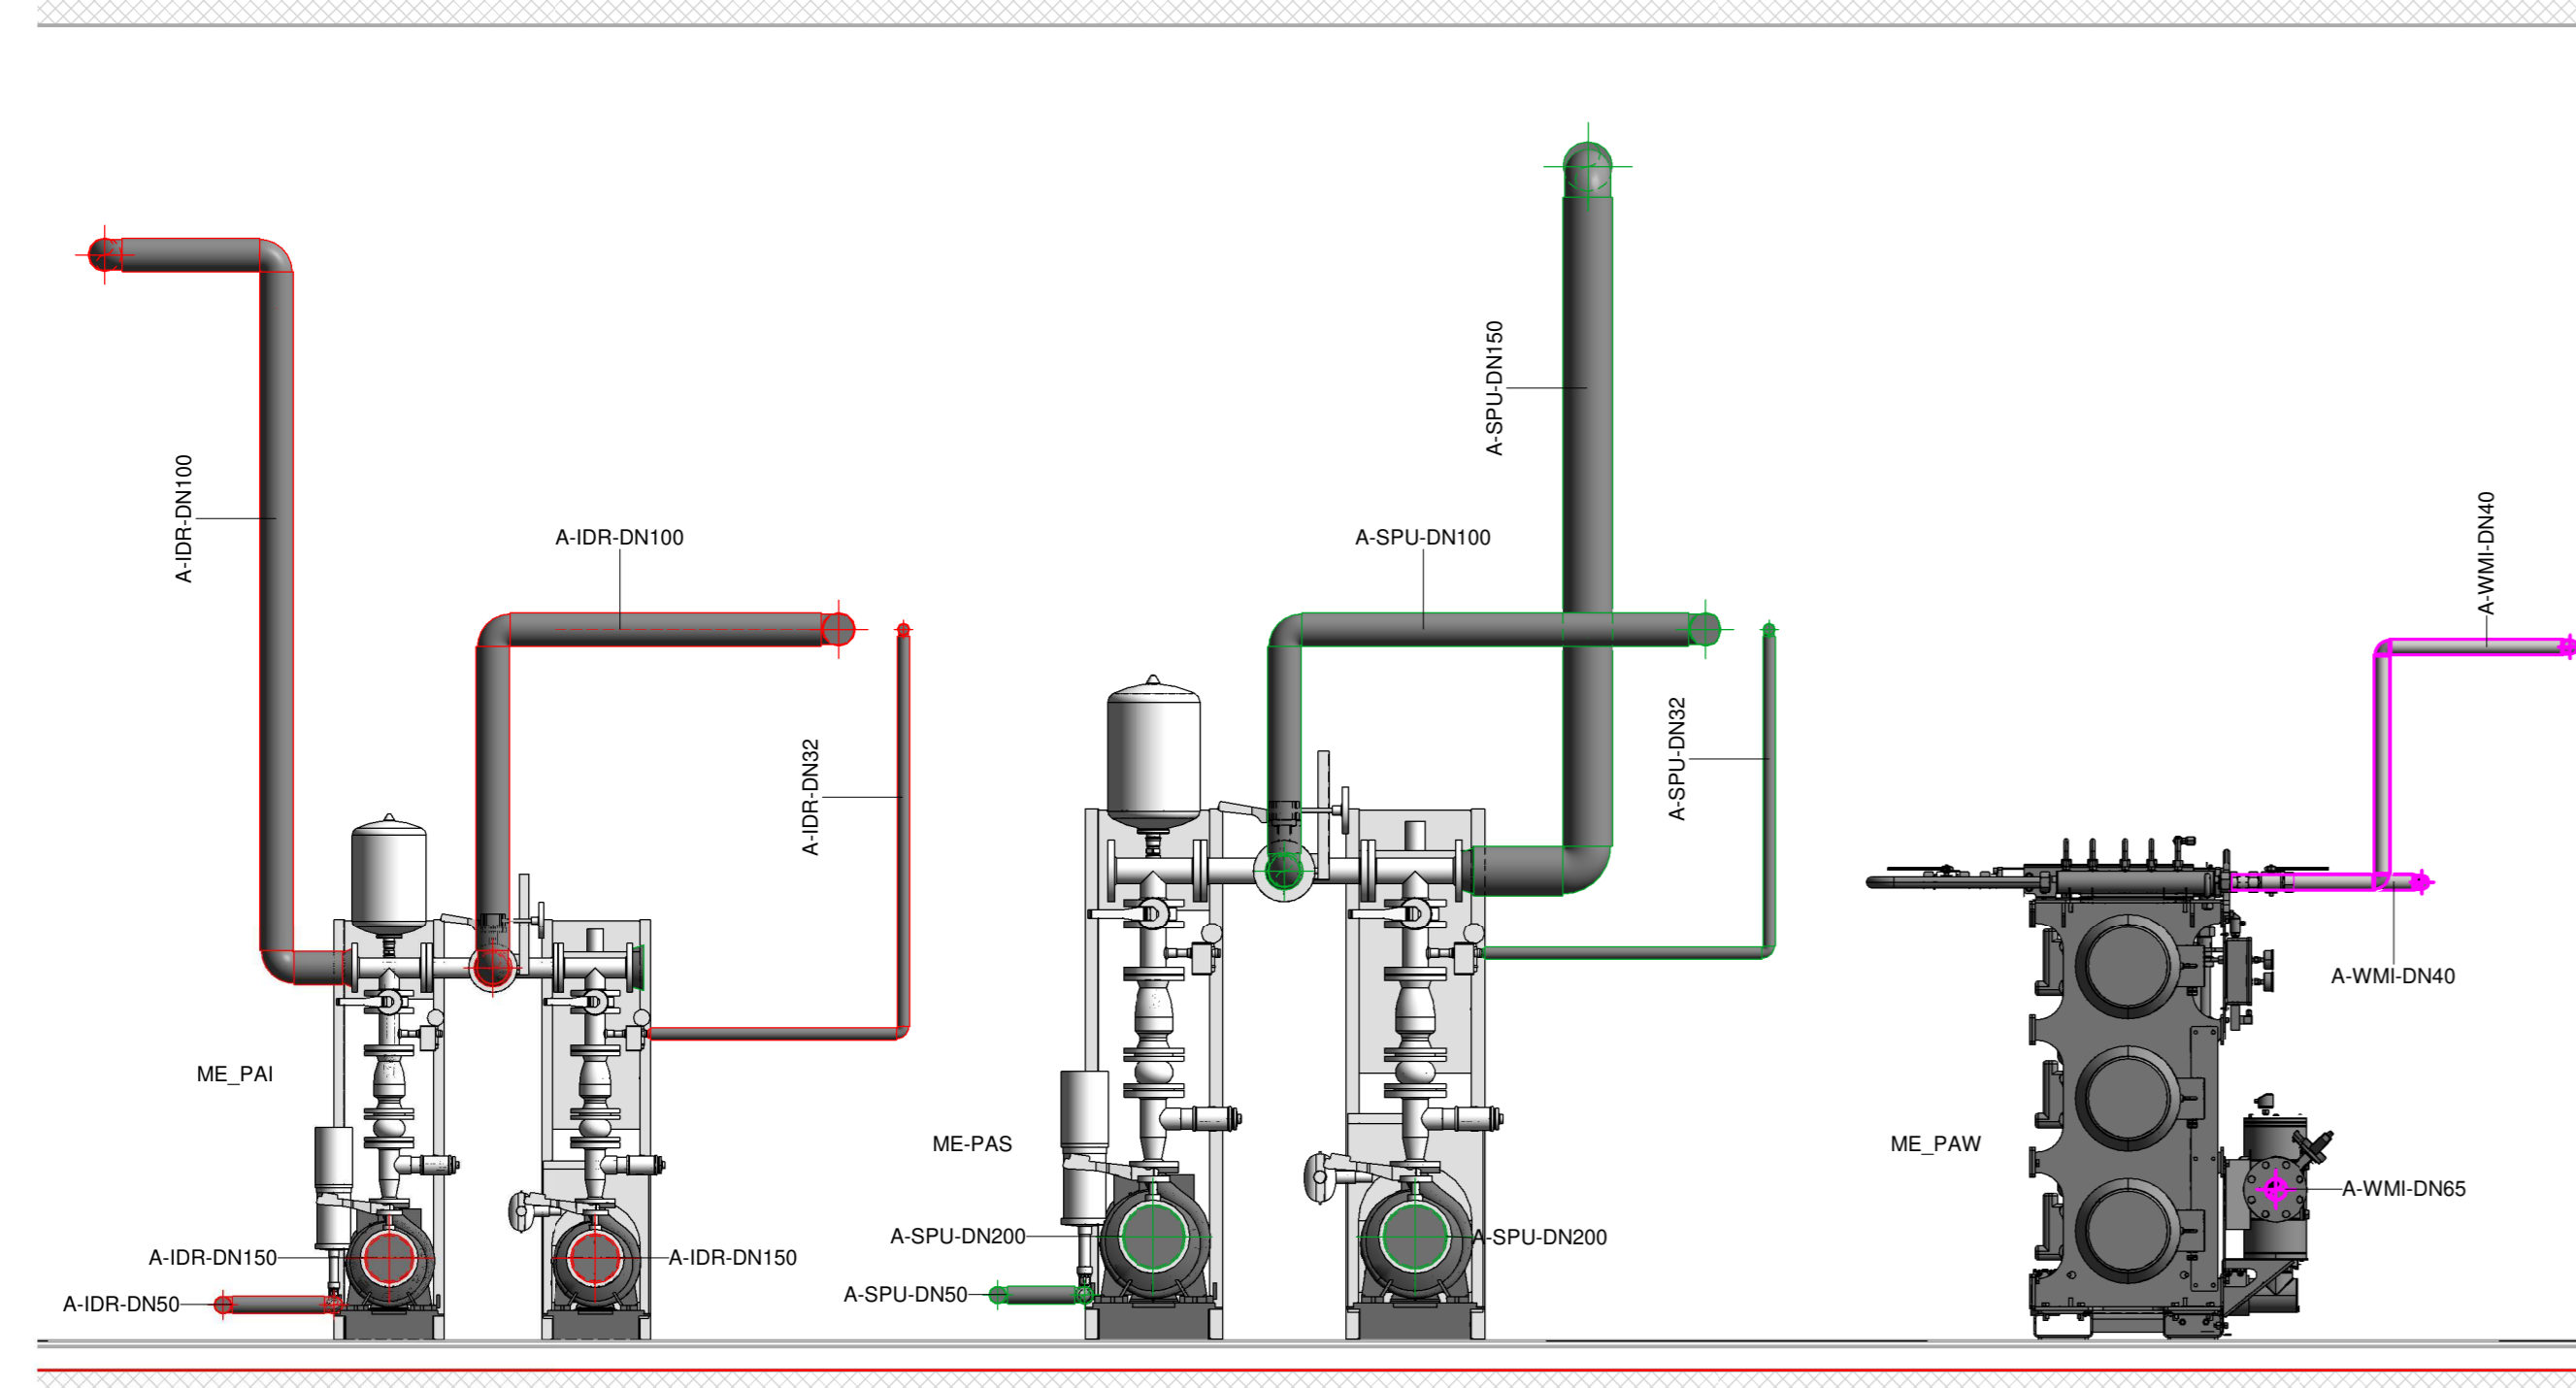 A-SPU-DN150
A-IDR-DN100
A-IDR-DN100
A-SPU-DN100
A-WMI-DN40
A-IDR-DN32
A-SPU-DN32
A-WMI-DN40
ME_PAI
ME-PAS
ME_PAW
A-WMI-DN65
A-IDR-DN150
A-IDR-DN150
A-SPU-DN200
A-SPU-DN200
A-IDR-DN50
A-SPU-DN50